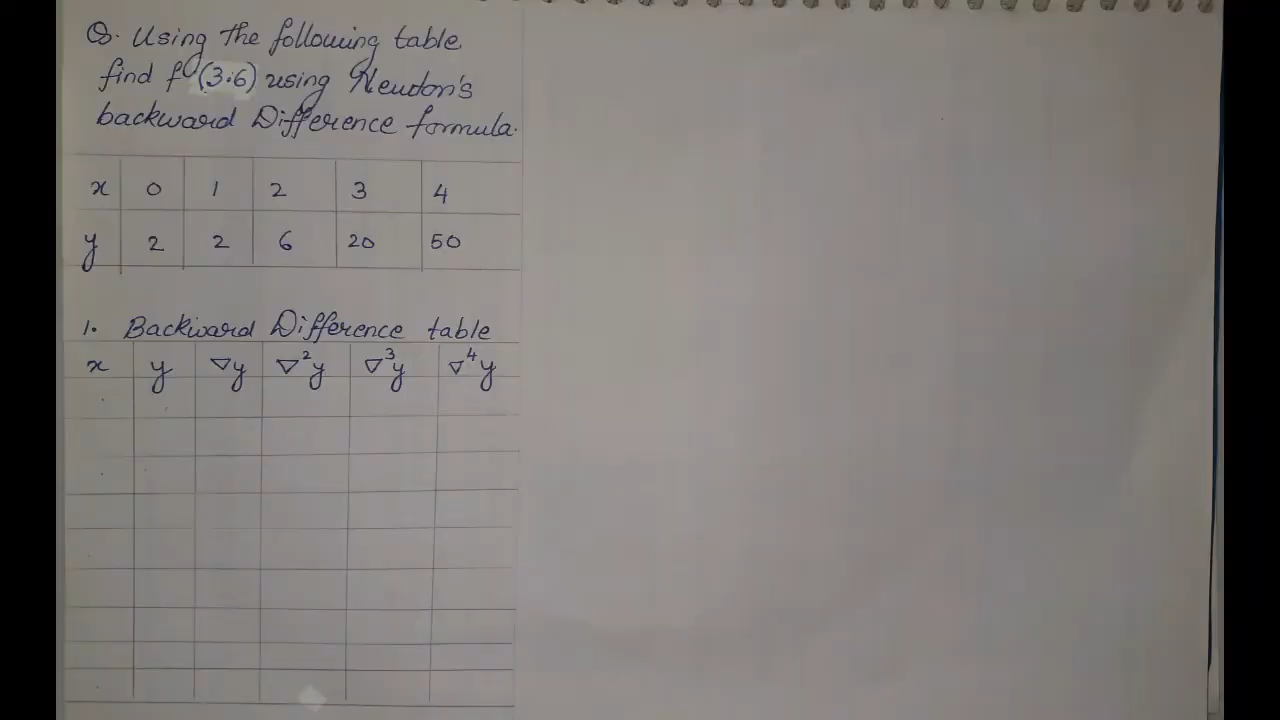 Q. Using the following table
find f (3.6) using Newton's
backward Difference formula.
x 0 1 2 3 4
y 2 2 6 20 50
1. Backward Difference table
x y ∇y ∇²y ∇³y ∇⁴y